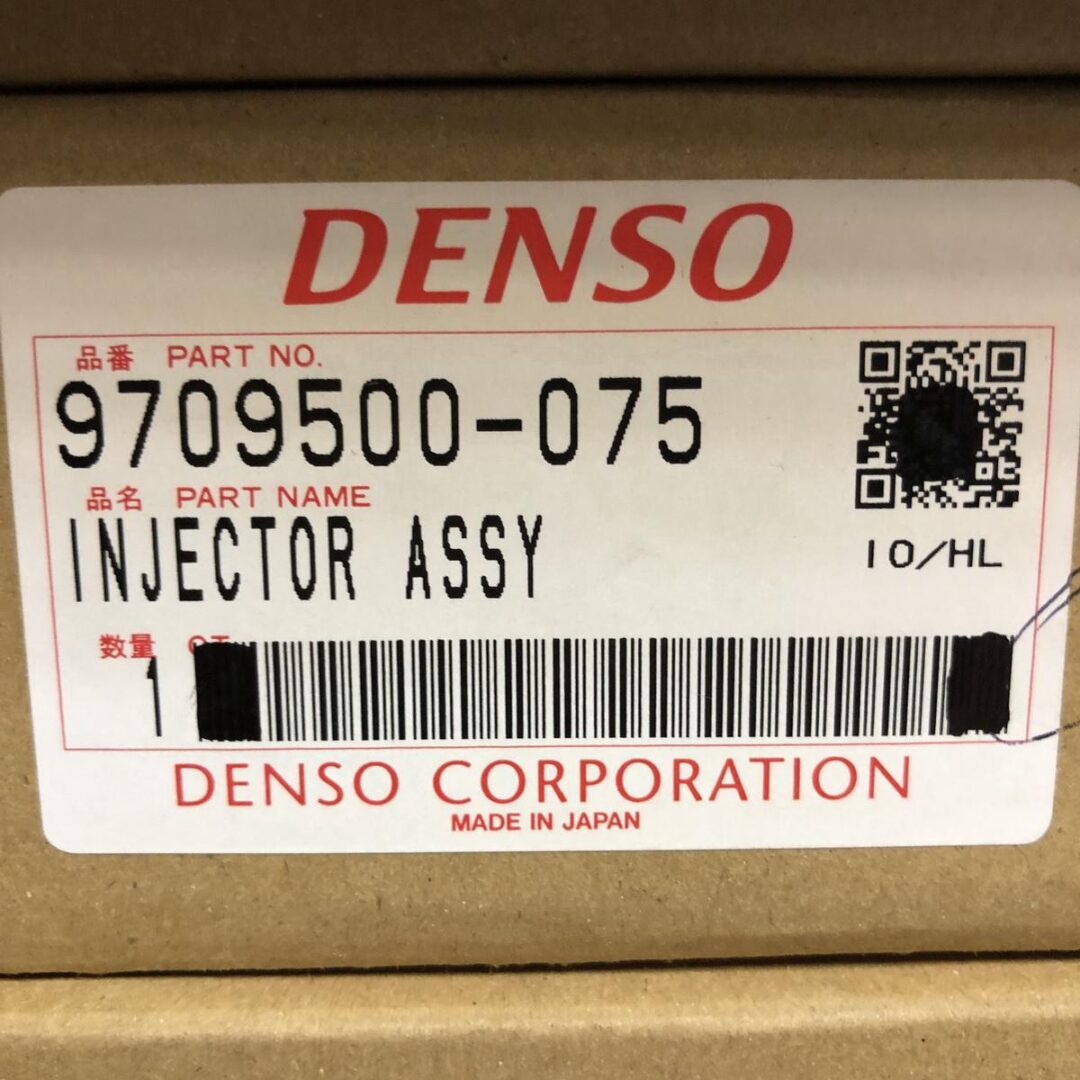 DENSO
品番 PART NO.
9709500-075
品名 PART NAME
INJECTOR ASSY
10/HL
数量
1
DENSO CORPORATION
MADE IN JAPAN